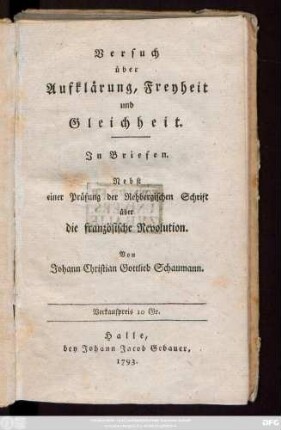 Versuch
über
Aufklärung, Freyheit
und
Gleichheit.
In Briefen.
Nebst
einer Prüfung der Rehbergischen Schrift
über
die französische Revolution.
Von
Johann Christian Gottlieb Schaumann.
Verkaufpreis 10 Gr.
Halle,
bey Johann Jacob Gebauer,
1793.